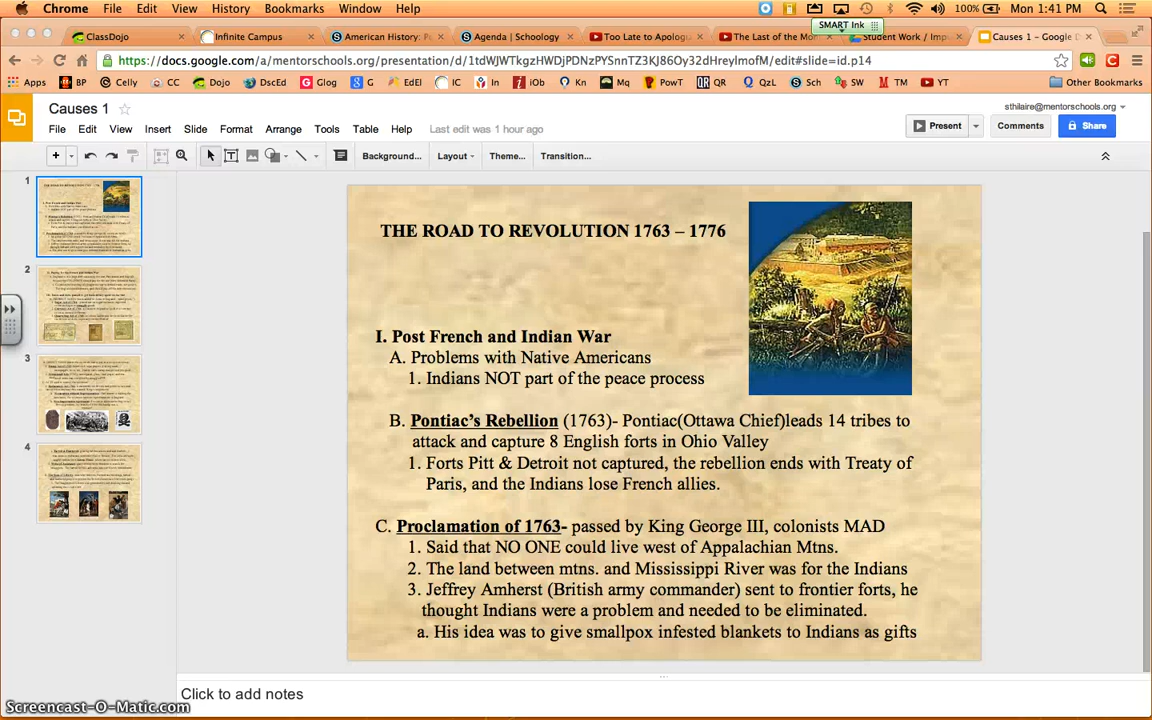 Chrome File Edit View History Bookmarks Window Help 100% Mon 1:41 PM
SMART Ink
ClassDojo Infinite Campus American History: Pe Agenda | Schoology Too Late to Apolog The Last of the Mo Student Work / Imp Causes 1 - Google D
https://docs.google.com/a/mentorschools.org/presentation/d/1tdWJWTkgzHWDjPDNzPYSnnTZ3KJ86Oy32dHreyImofM/edit#slide=id.p14
Apps BP Celly CC Dojo DscEd Glog G EdEl IC In iOb Kn Mq PowT QR QzL Sch SW TM YT Other Bookmarks
Causes 1
sthilaire@mentorschools.org
File Edit View Insert Slide Format Arrange Tools Table Help Last edit was 1 hour ago
Present Comments Share
Background... Layout Theme... Transition...
1
2
3
4
THE ROAD TO REVOLUTION 1763 – 1776
I. Post French and Indian War
A. Problems with Native Americans
1. Indians NOT part of the peace process
B. Pontiac's Rebellion (1763)- Pontiac(Ottawa Chief)leads 14 tribes to
attack and capture 8 English forts in Ohio Valley
1. Forts Pitt & Detroit not captured, the rebellion ends with Treaty of
Paris, and the Indians lose French allies.
C. Proclamation of 1763- passed by King George III, colonists MAD
1. Said that NO ONE could live west of Appalachian Mtns.
2. The land between mtns. and Mississippi River was for the Indians
3. Jeffrey Amherst (British army commander) sent to frontier forts, he
thought Indians were a problem and needed to be eliminated.
a. His idea was to give smallpox infested blankets to Indians as gifts
Click to add notes
Screencast-O-Matic.com